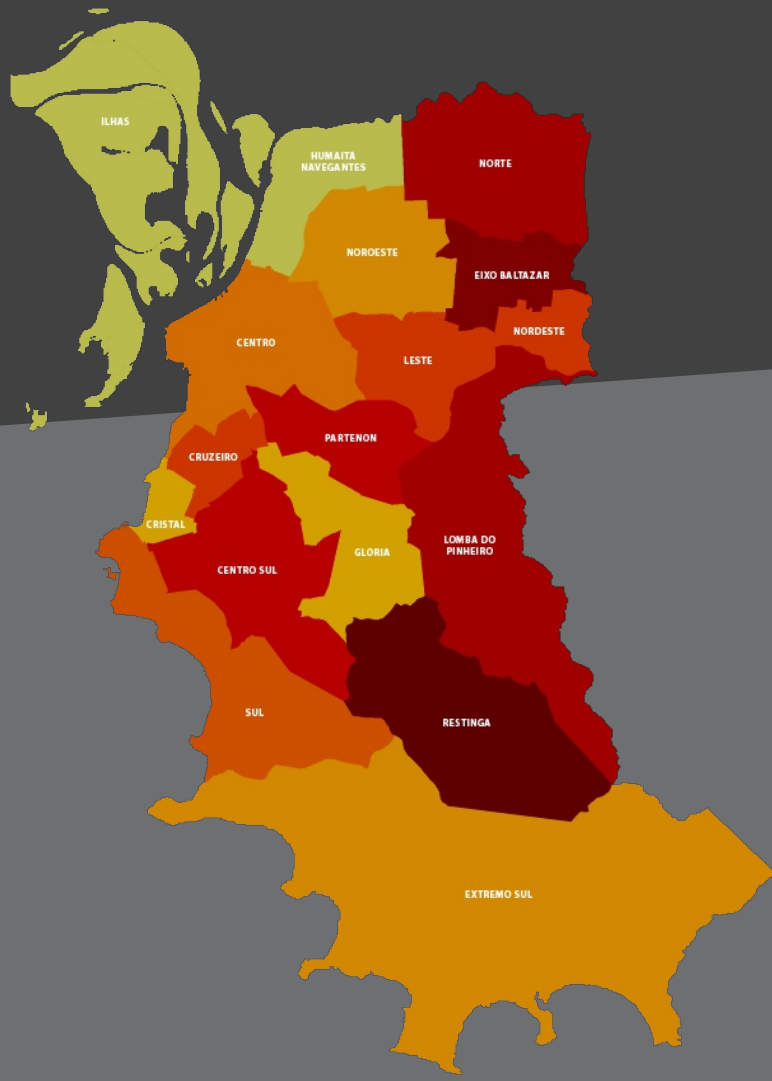 ILHAS
HUMAITA
NAVEGANTES
NORTE
NOROESTE
EIXO BALTAZAR
NORDESTE
CENTRO
LESTE
PARTENON
CRUZEIRO
CRISTAL
LOMBA DO
PINHEIRO
GLORIA
CENTRO SUL
SUL
RESTINGA
EXTREMO SUL